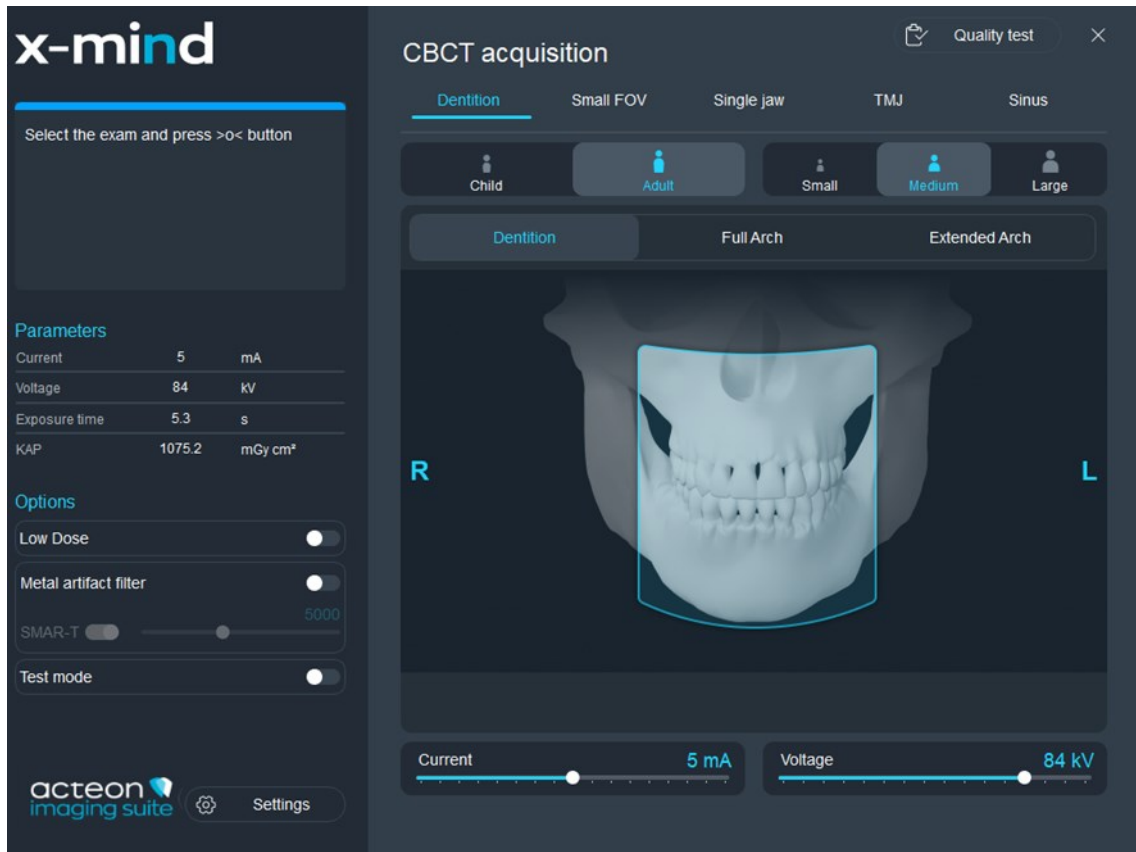 x-mind
Select the exam and press >o< button
Parameters
Current 5 mA
Voltage 84 kV
Exposure time 5.3 s
KAP 1075.2 mGy cm²
Options
Low Dose
Metal artifact filter
5000
SMAR-T
Test mode
acteon
imaging suite
Settings
Quality test
CBCT acquisition
Dentition Small FOV Single jaw TMJ Sinus
Child Adult Small Medium Large
Dentition Full Arch Extended Arch
R L
Current 5 mA Voltage 84 kV